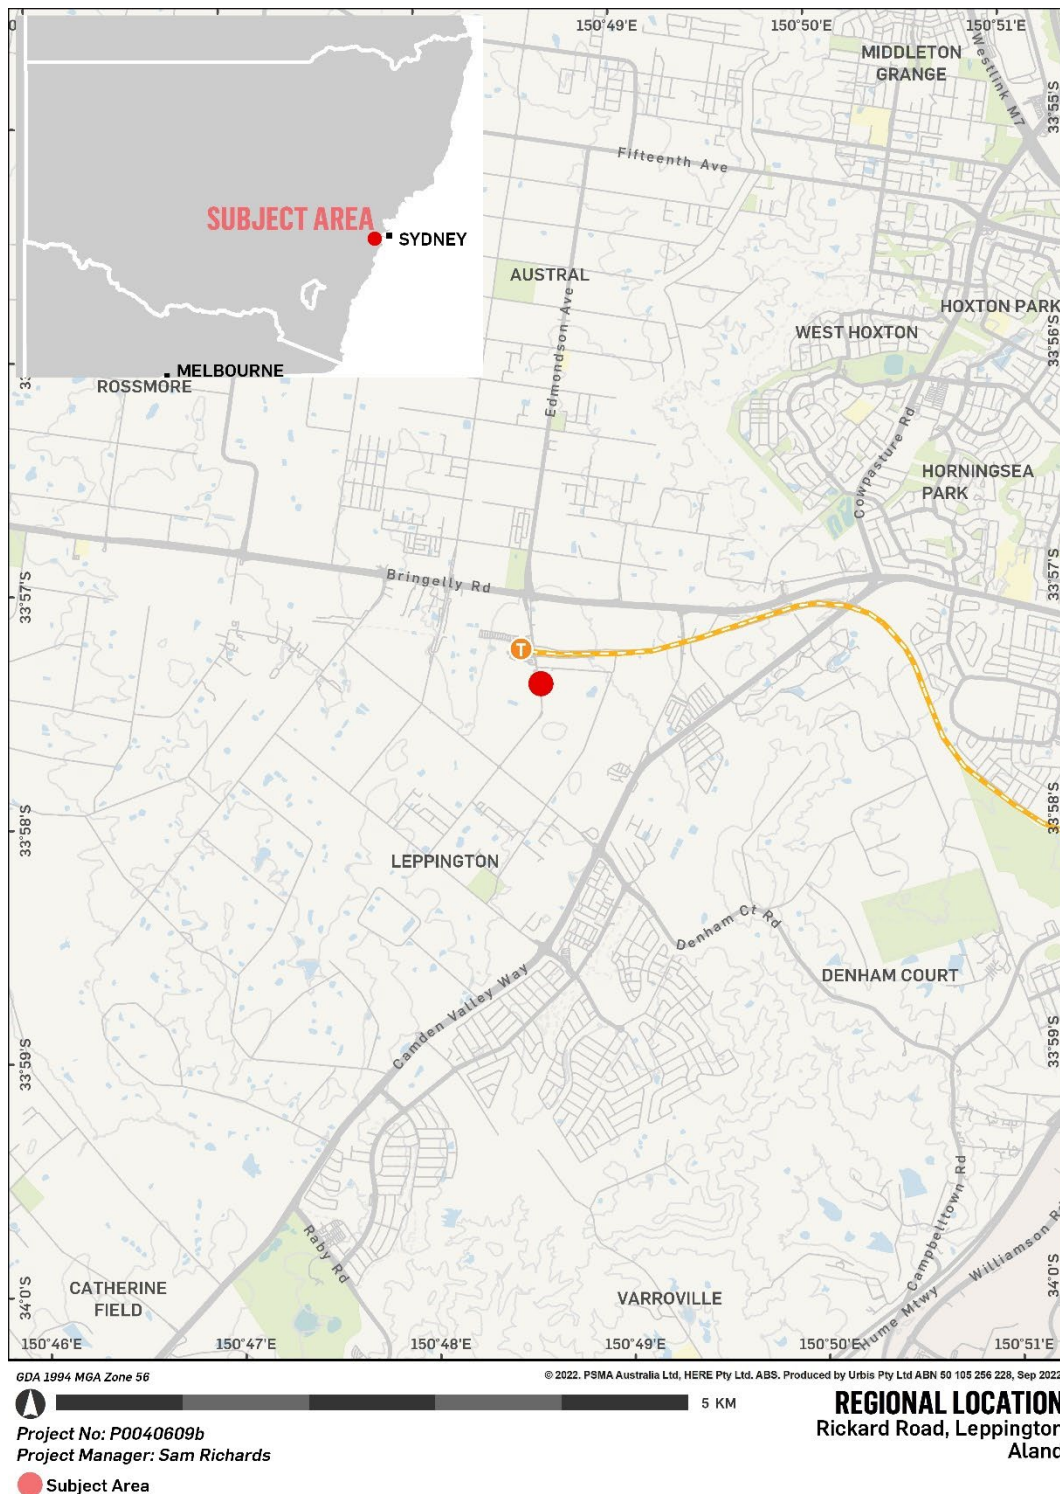 150°49'E
150°50'E
150°51'E
MIDDLETON
GRANGE
Westlink M7
33°55'S
Fifteenth Ave
SUBJECT AREA
SYDNEY
AUSTRAL
Edmondson Ave
HOXTON PARK
WEST HOXTON
33°56'S
MELBOURNE
ROSSMORE
Cowpasture Rd
HORNINGSEA
PARK
Bringelly Rd
33°57'S
33°57'S
T
33°58'S
33°58'S
LEPPINGTON
Denham Ct Rd
DENHAM COURT
Camden Valley Way
33°59'S
33°59'S
Campbelltown Rd
Williamson
Raby Rd
34°0'S
34°0'S
CATHERINE
FIELD
VARROVILLE
Hume Mtwy
150°46'E
150°47'E
150°48'E
150°49'E
150°50'E
150°51'E
GDA 1994 MGA Zone 56
© 2022. PSMA Australia Ltd, HERE Pty Ltd. ABS. Produced by Urbis Pty Ltd ABN 50 105 256 228, Sep 2022
5 KM
REGIONAL LOCATION
Rickard Road, Leppington
Aland
Project No: P0040609b
Project Manager: Sam Richards
Subject Area